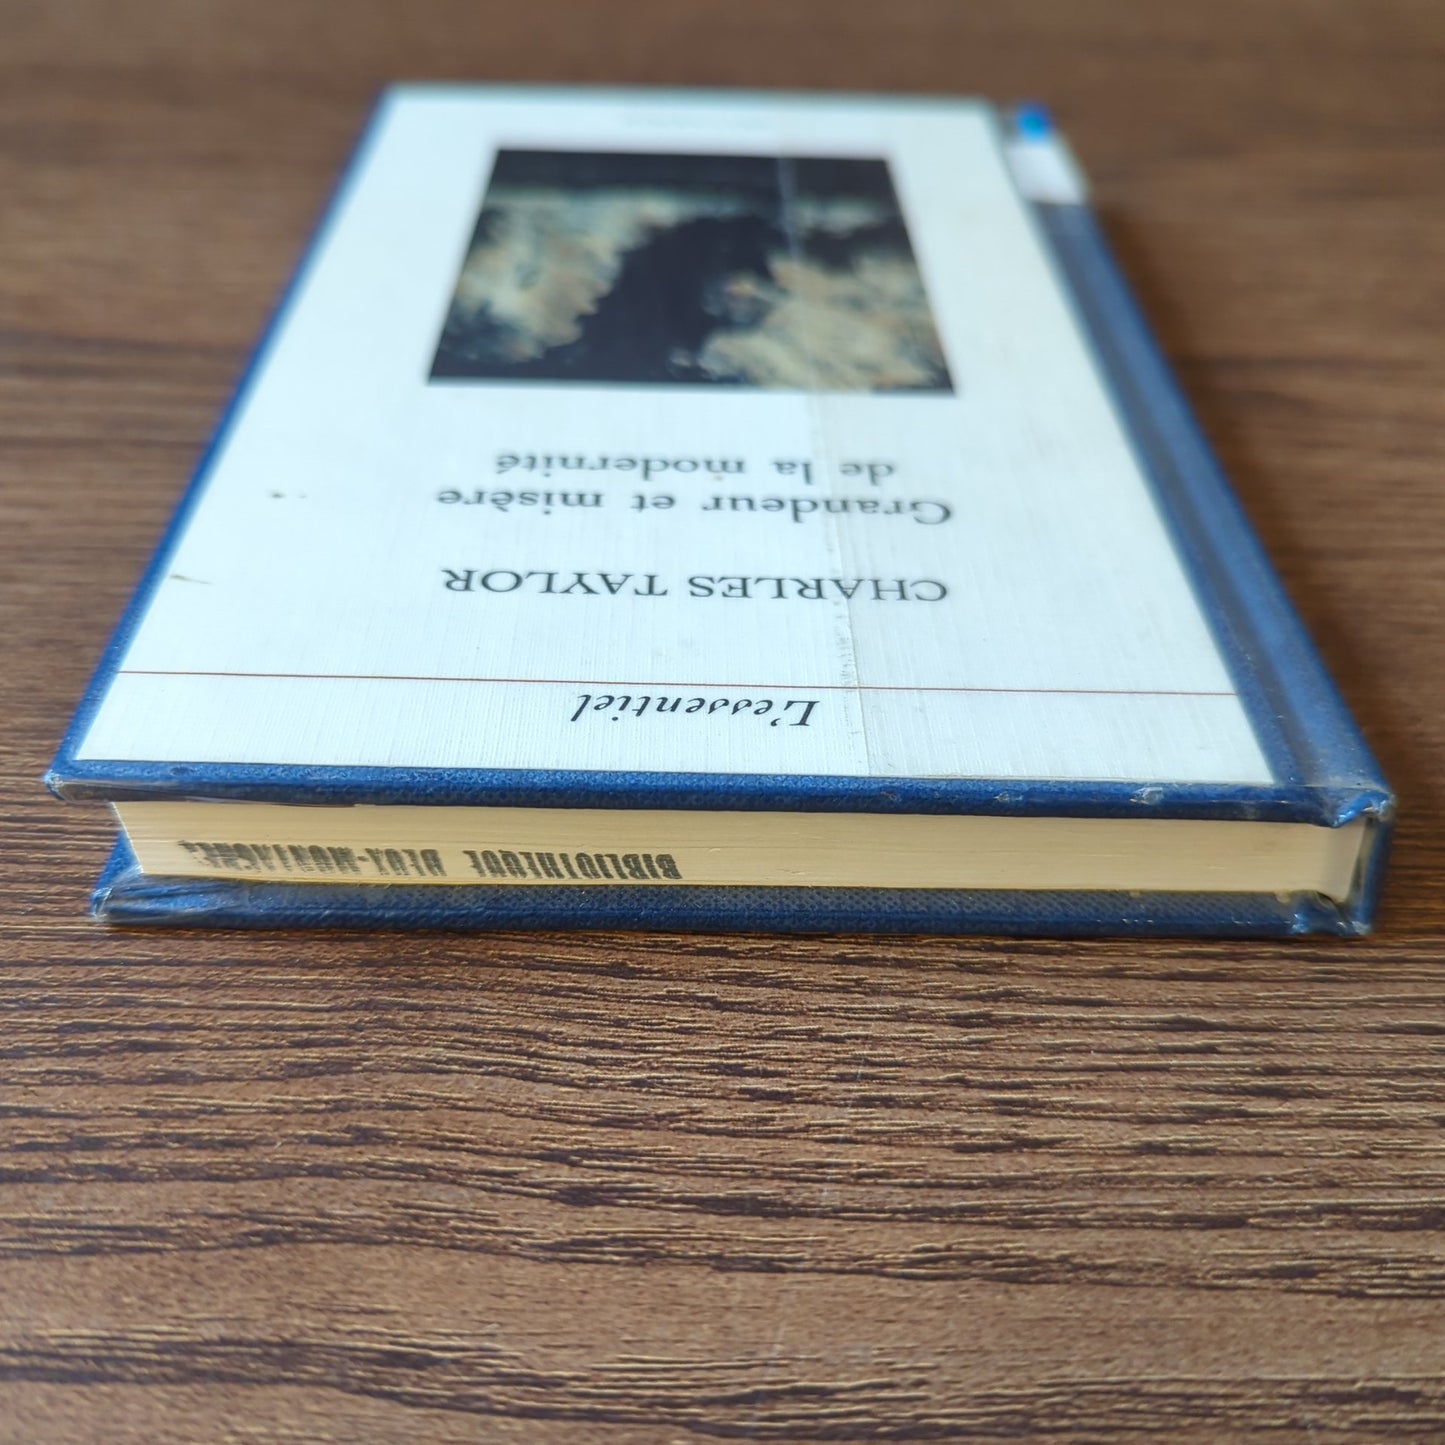 L'essentiel
CHARLES TAYLOR
Grandeur et misère
de la modernité
BIBLIOTHEQUE DEUX-MONTAGNES